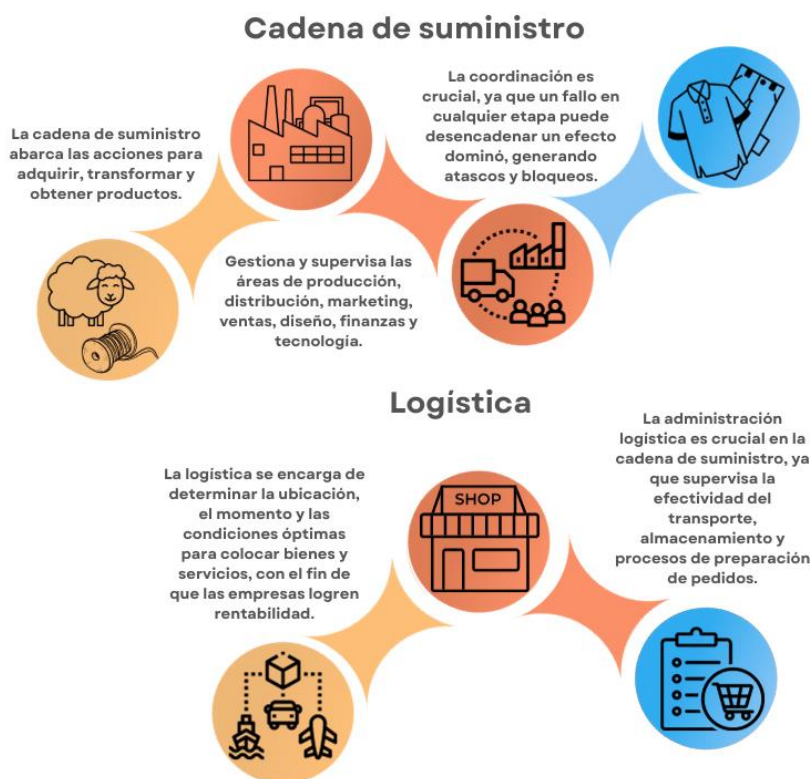 Cadena de suministro
La cadena de suministro
abarca las acciones para
adquirir, transformar y
obtener productos.
La coordinación es
crucial, ya que un fallo en
cualquier etapa puede
desencadenar un efecto
dominó, generando
atascos y bloqueos.
Gestiona y supervisa las
áreas de producción,
distribución, marketing,
ventas, diseño, finanzas y
tecnología.
Logística
La logística se encarga de
determinar la ubicación,
el momento y las
condiciones óptimas
para colocar bienes y
servicios, con el fin de
que las empresas logren
rentabilidad.
SHOP
La administración
logística es crucial en la
cadena de suministro, ya
que supervisa la
efectividad del
transporte,
almacenamiento y
procesos de preparación
de pedidos.